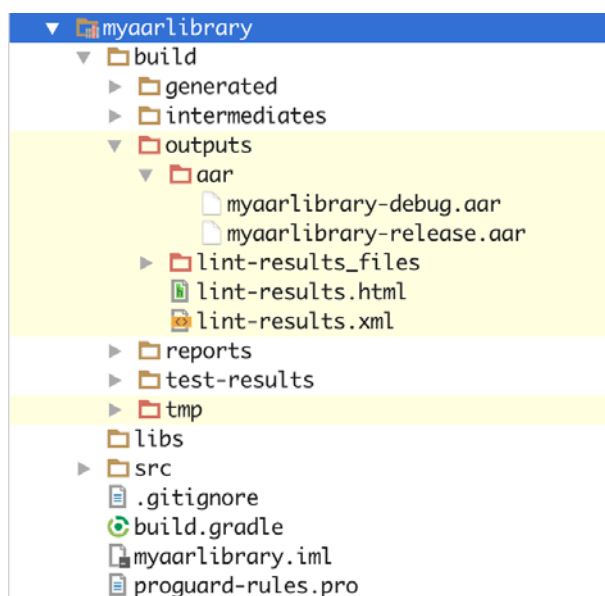 myaarlibrary
build
generated
intermediates
outputs
aar
myaarlibrary-debug.aar
myaarlibrary-release.aar
lint-results_files
lint-results.html
lint-results.xml
reports
test-results
tmp
libs
src
.gitignore
build.gradle
myaarlibrary.iml
proguard-rules.pro